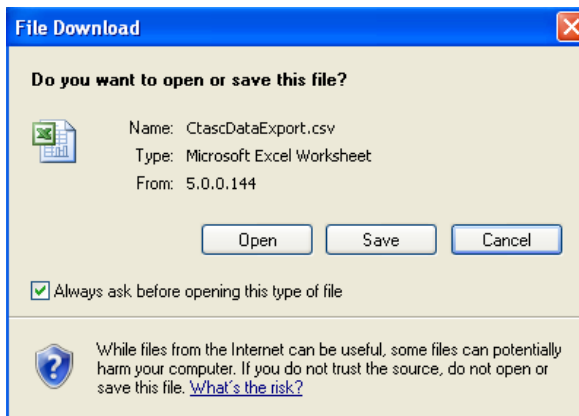 File Download
Do you want to open or save this file?
Name: CtascDataExport.csv
Type: Microsoft Excel Worksheet
From: 5.0.0.144
Open Save Cancel
Always ask before opening this type of file
While files from the Internet can be useful, some files can potentially
harm your computer. If you do not trust the source, do not open or
save this file. What's the risk?